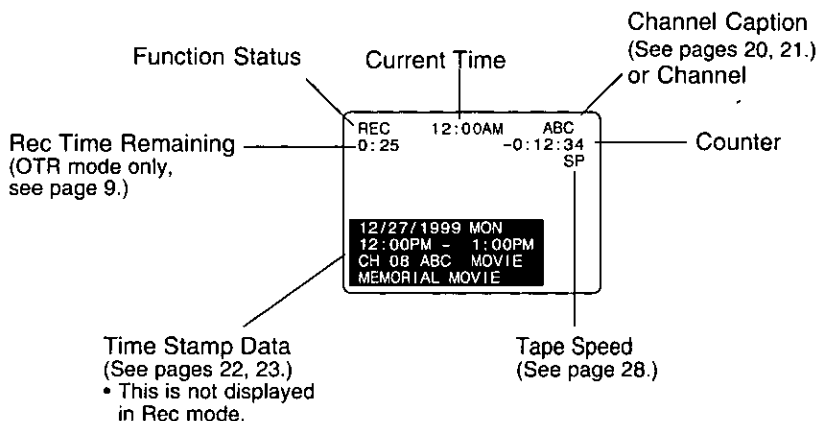 Channel Caption
(See pages 20, 21.)
or Channel
Function Status
Current Time
REC 12:00AM ABC
0:25 -0:12:34
SP
Rec Time Remaining
(OTR mode only,
see page 9.)
Counter
12/27/1999 MON
12:00PM - 1:00PM
CH 08 ABC MOVIE
MEMORIAL MOVIE
Time Stamp Data
(See pages 22, 23.)
• This is not displayed
in Rec mode.
Tape Speed
(See page 28.)